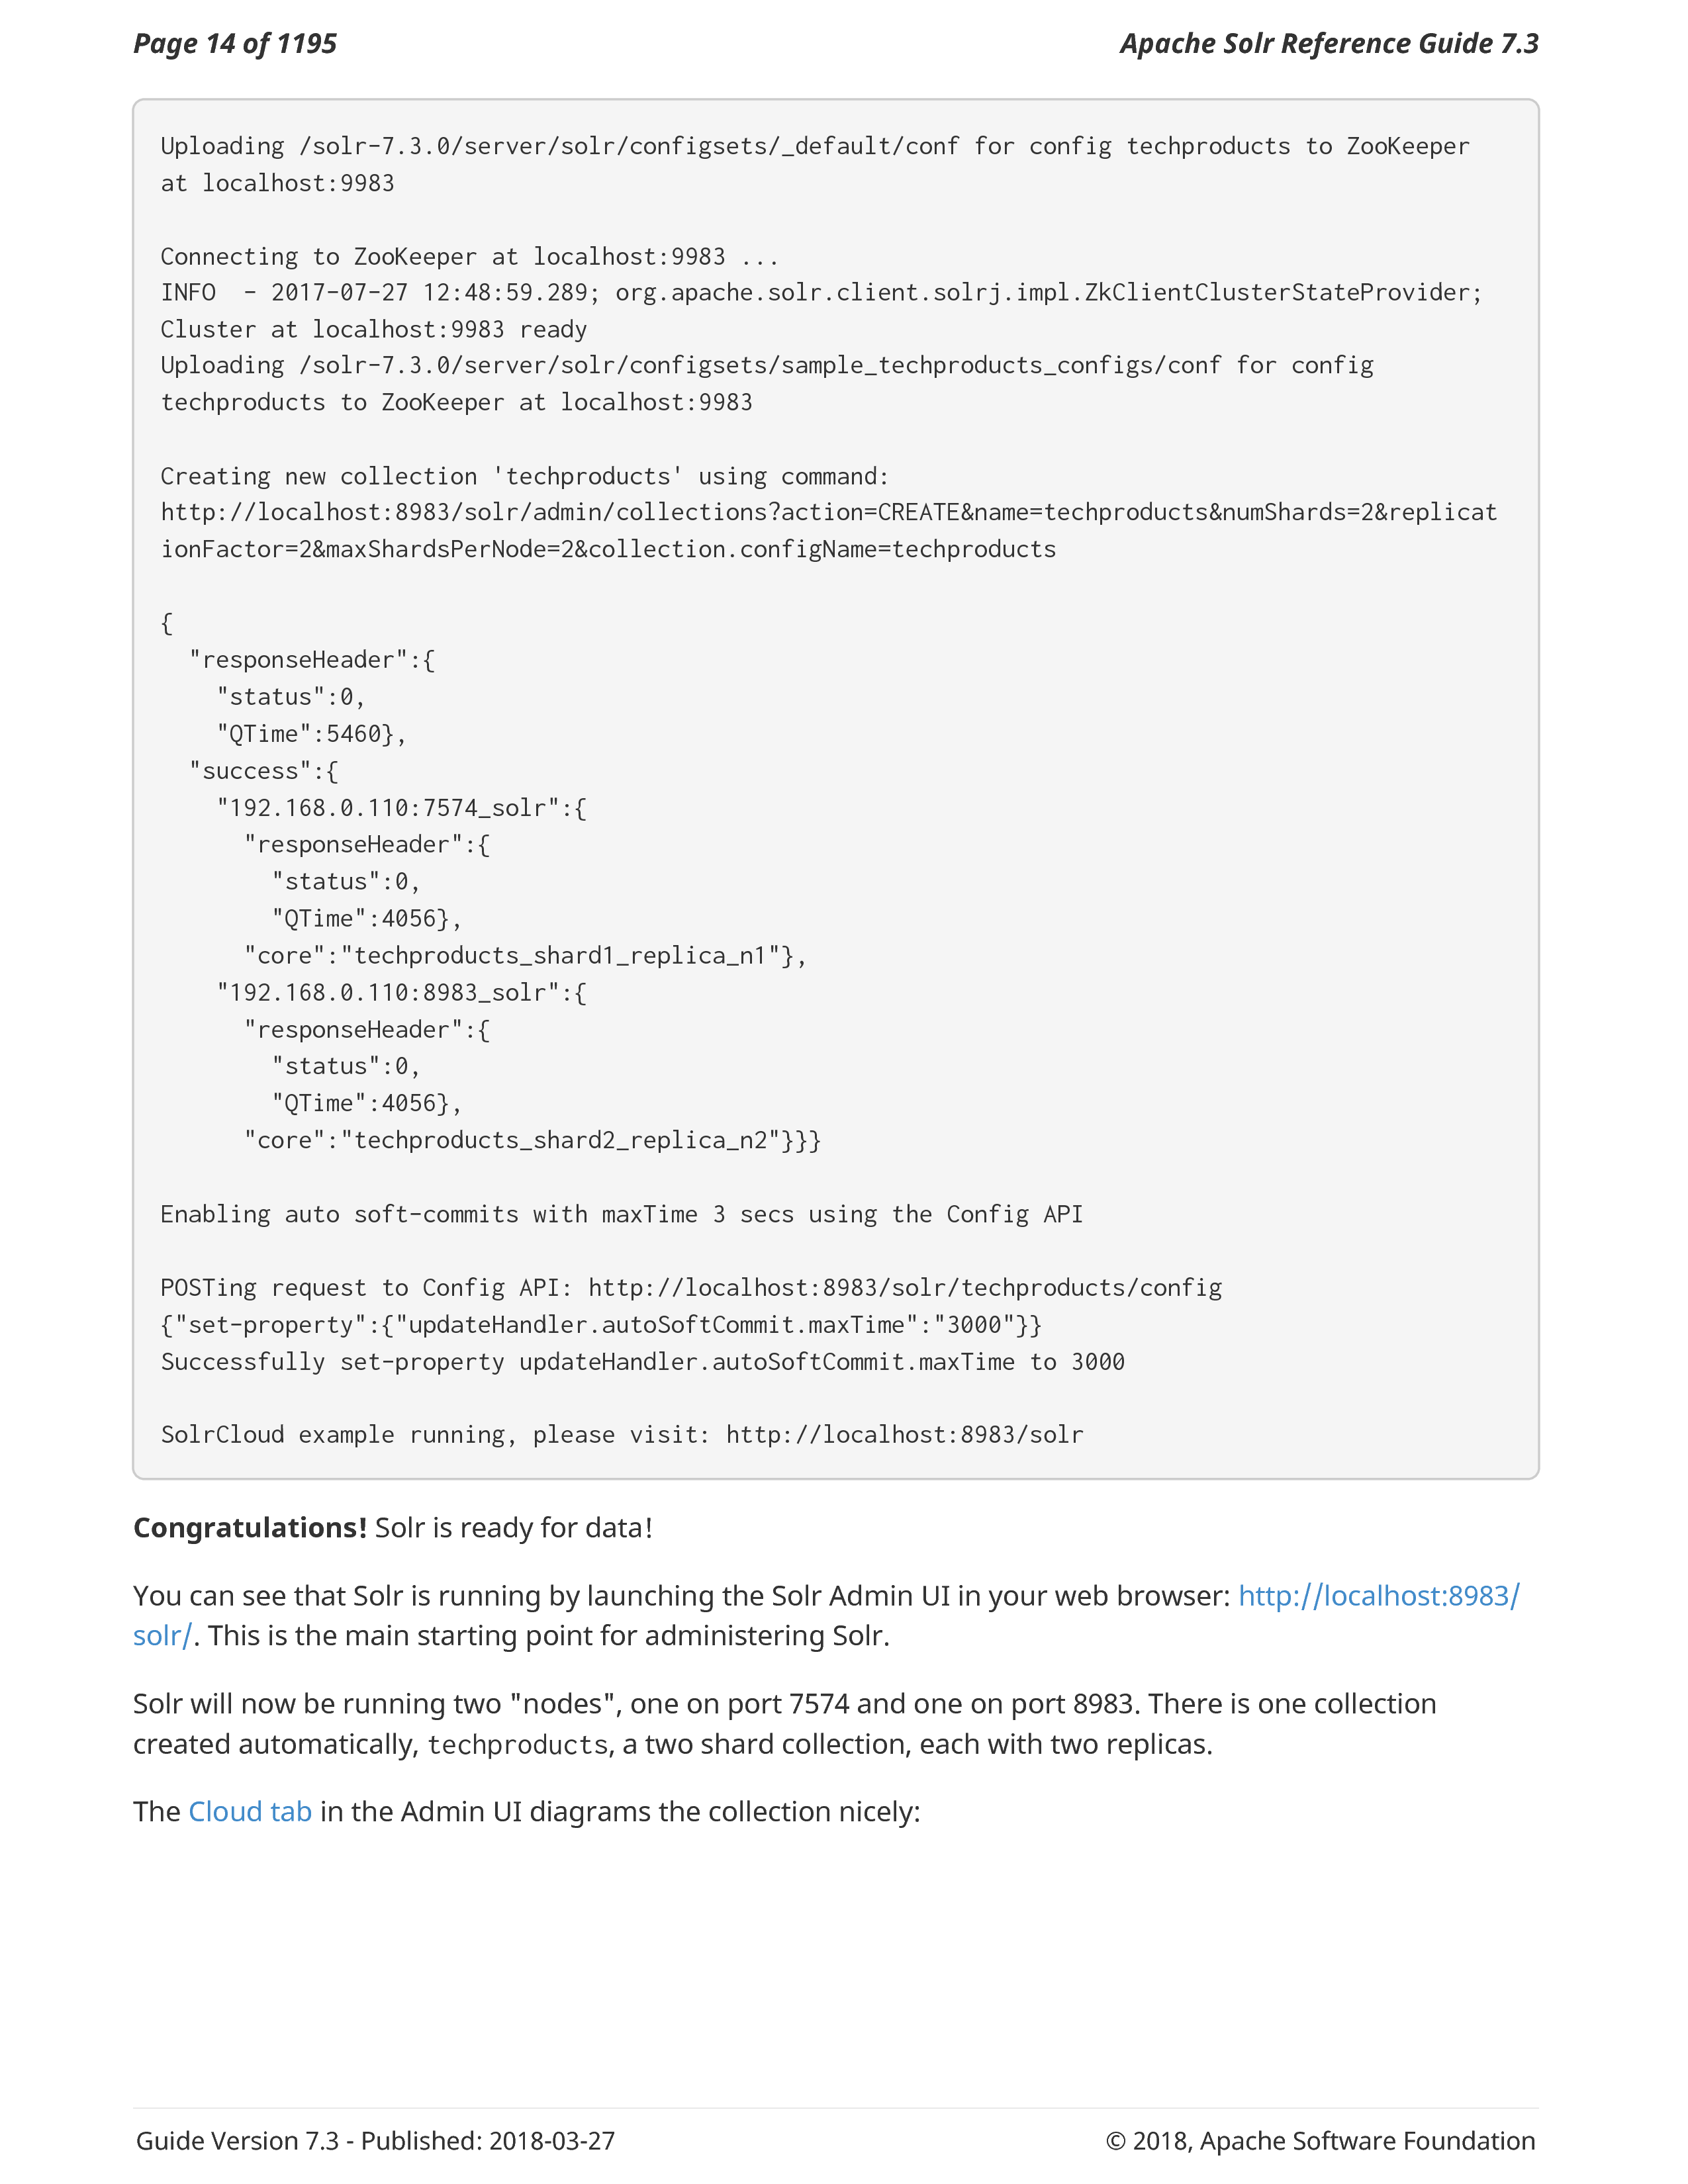 Page 14 of 1195
Apache Solr Reference Guide 7.3
Uploading /solr-7.3.0/server/solr/configsets/_default/conf for config techproducts to ZooKeeper
at localhost:9983
Connecting to ZooKeeper at localhost:9983 ...
INFO  - 2017-07-27 12:48:59.289; org.apache.solr.client.solrj.impl.ZkClientClusterStateProvider;
Cluster at localhost:9983 ready
Uploading /solr-7.3.0/server/solr/configsets/sample_techproducts_configs/conf for config
techproducts to ZooKeeper at localhost:9983
Creating new collection 'techproducts' using command:
http://localhost:8983/solr/admin/collections?action=CREATE&name=techproducts&numShards=2&replicat
ionFactor=2&maxShardsPerNode=2&collection.configName=techproducts
{
  "responseHeader":{
    "status":0,
    "QTime":5460},
  "success":{
    "192.168.0.110:7574_solr":{
      "responseHeader":{
        "status":0,
        "QTime":4056},
      "core":"techproducts_shard1_replica_n1"},
    "192.168.0.110:8983_solr":{
      "responseHeader":{
        "status":0,
        "QTime":4056},
      "core":"techproducts_shard2_replica_n2"}}}
Enabling auto soft-commits with maxTime 3 secs using the Config API
POSTing request to Config API: http://localhost:8983/solr/techproducts/config
{"set-property":{"updateHandler.autoSoftCommit.maxTime":"3000"}}
Successfully set-property updateHandler.autoSoftCommit.maxTime to 3000
SolrCloud example running, please visit: http://localhost:8983/solr
Congratulations! Solr is ready for data!
You can see that Solr is running by launching the Solr Admin UI in your web browser: http://localhost:8983/
solr/. This is the main starting point for administering Solr.
Solr will now be running two "nodes", one on port 7574 and one on port 8983. There is one collection
created automatically, techproducts, a two shard collection, each with two replicas.
The Cloud tab in the Admin UI diagrams the collection nicely:
Guide Version 7.3 - Published: 2018-03-27
© 2018, Apache Software Foundation